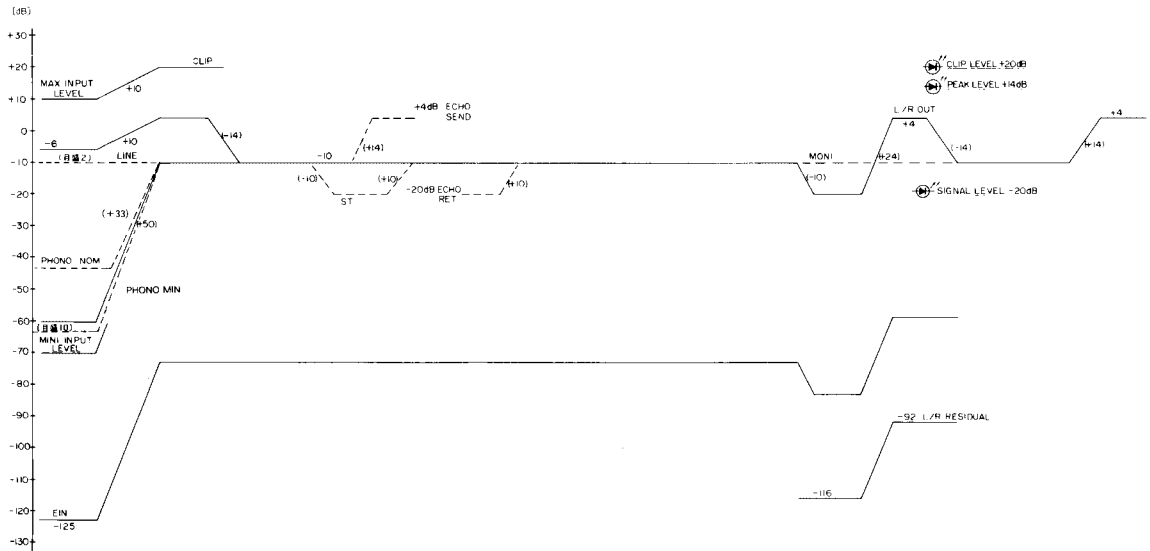 (dB)
+30
+20
+10
0
-10
-20
-30
-40
-50
-60
-70
-80
-90
-100
-110
-120
-130
MAX INPUT
LEVEL
+10
CLIP
-6
+10
(-14)
LINE
(+33)
(+50)
PHONO NOM
PHONO MIN
MINI INPUT
LEVEL
EIN
-125
+4dB ECHO
SEND
(+14)
-10
(-10)
(+10)
ST
-20dB ECHO
RET
(+10)
MONI
(-10)
(+24)
L/R OUT
+4
(-14)
(+14)
+4
CLIP LEVEL +20dB
PEAK LEVEL +14dB
SIGNAL LEVEL -20dB
-92 L/R RESIDUAL
-116